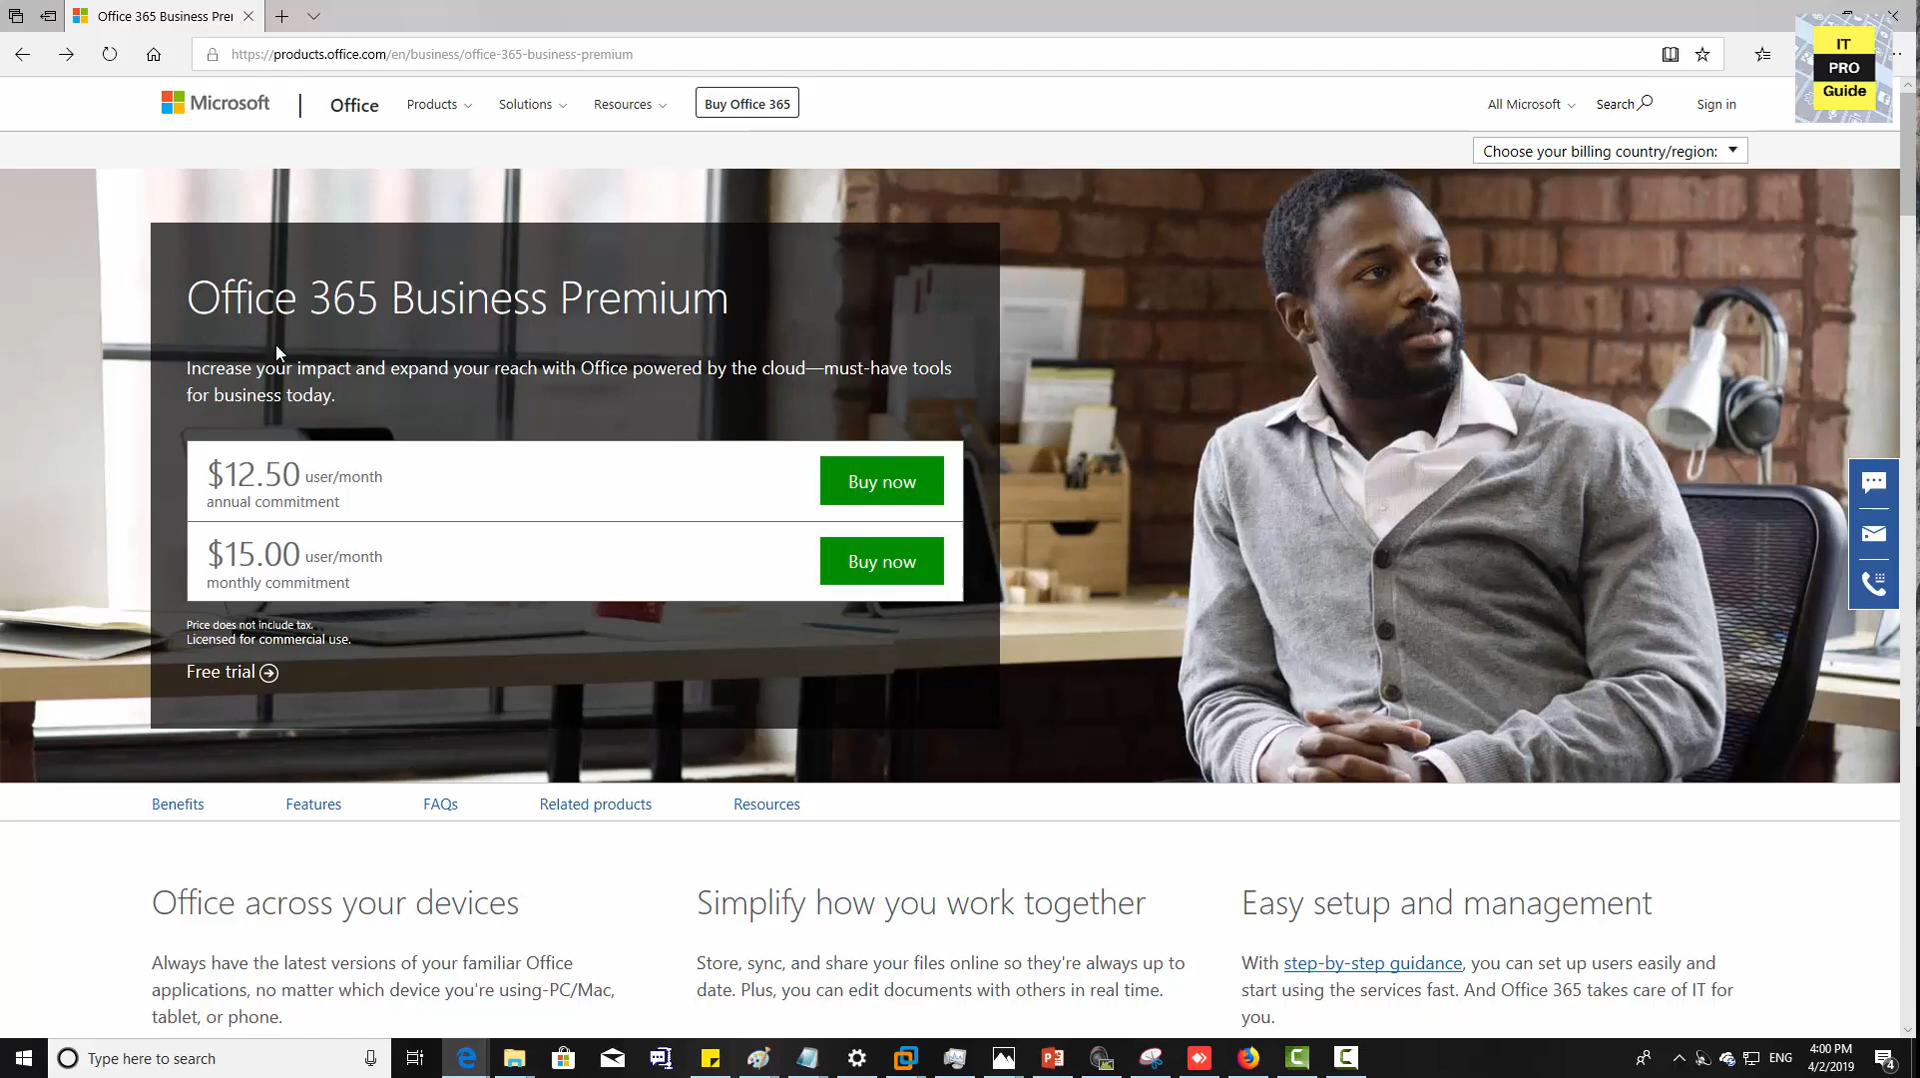 Office 365 Business Prer
https://products.office.com/en/business/office-365-business-premium
IT
PRO
Guide
Microsoft
Office
Products
Solutions
Resources
Buy Office 365
All Microsoft
Search
Sign in
Choose your billing country/region:
Office 365 Business Premium
Increase your impact and expand your reach with Office powered by the cloud—must-have tools
for business today.
$12.50 user/month
annual commitment
Buy now
$15.00 user/month
monthly commitment
Buy now
Price does not include tax.
Licensed for commercial use.
Free trial
Benefits
Features
FAQs
Related products
Resources
Office across your devices
Always have the latest versions of your familiar Office
applications, no matter which device you're using-PC/Mac,
tablet, or phone.
Simplify how you work together
Store, sync, and share your files online so they're always up to
date. Plus, you can edit documents with others in real time.
Easy setup and management
With step-by-step guidance, you can set up users easily and
start using the services fast. And Office 365 takes care of IT for
you.
Type here to search
ENG
4:00 PM
4/2/2019
4